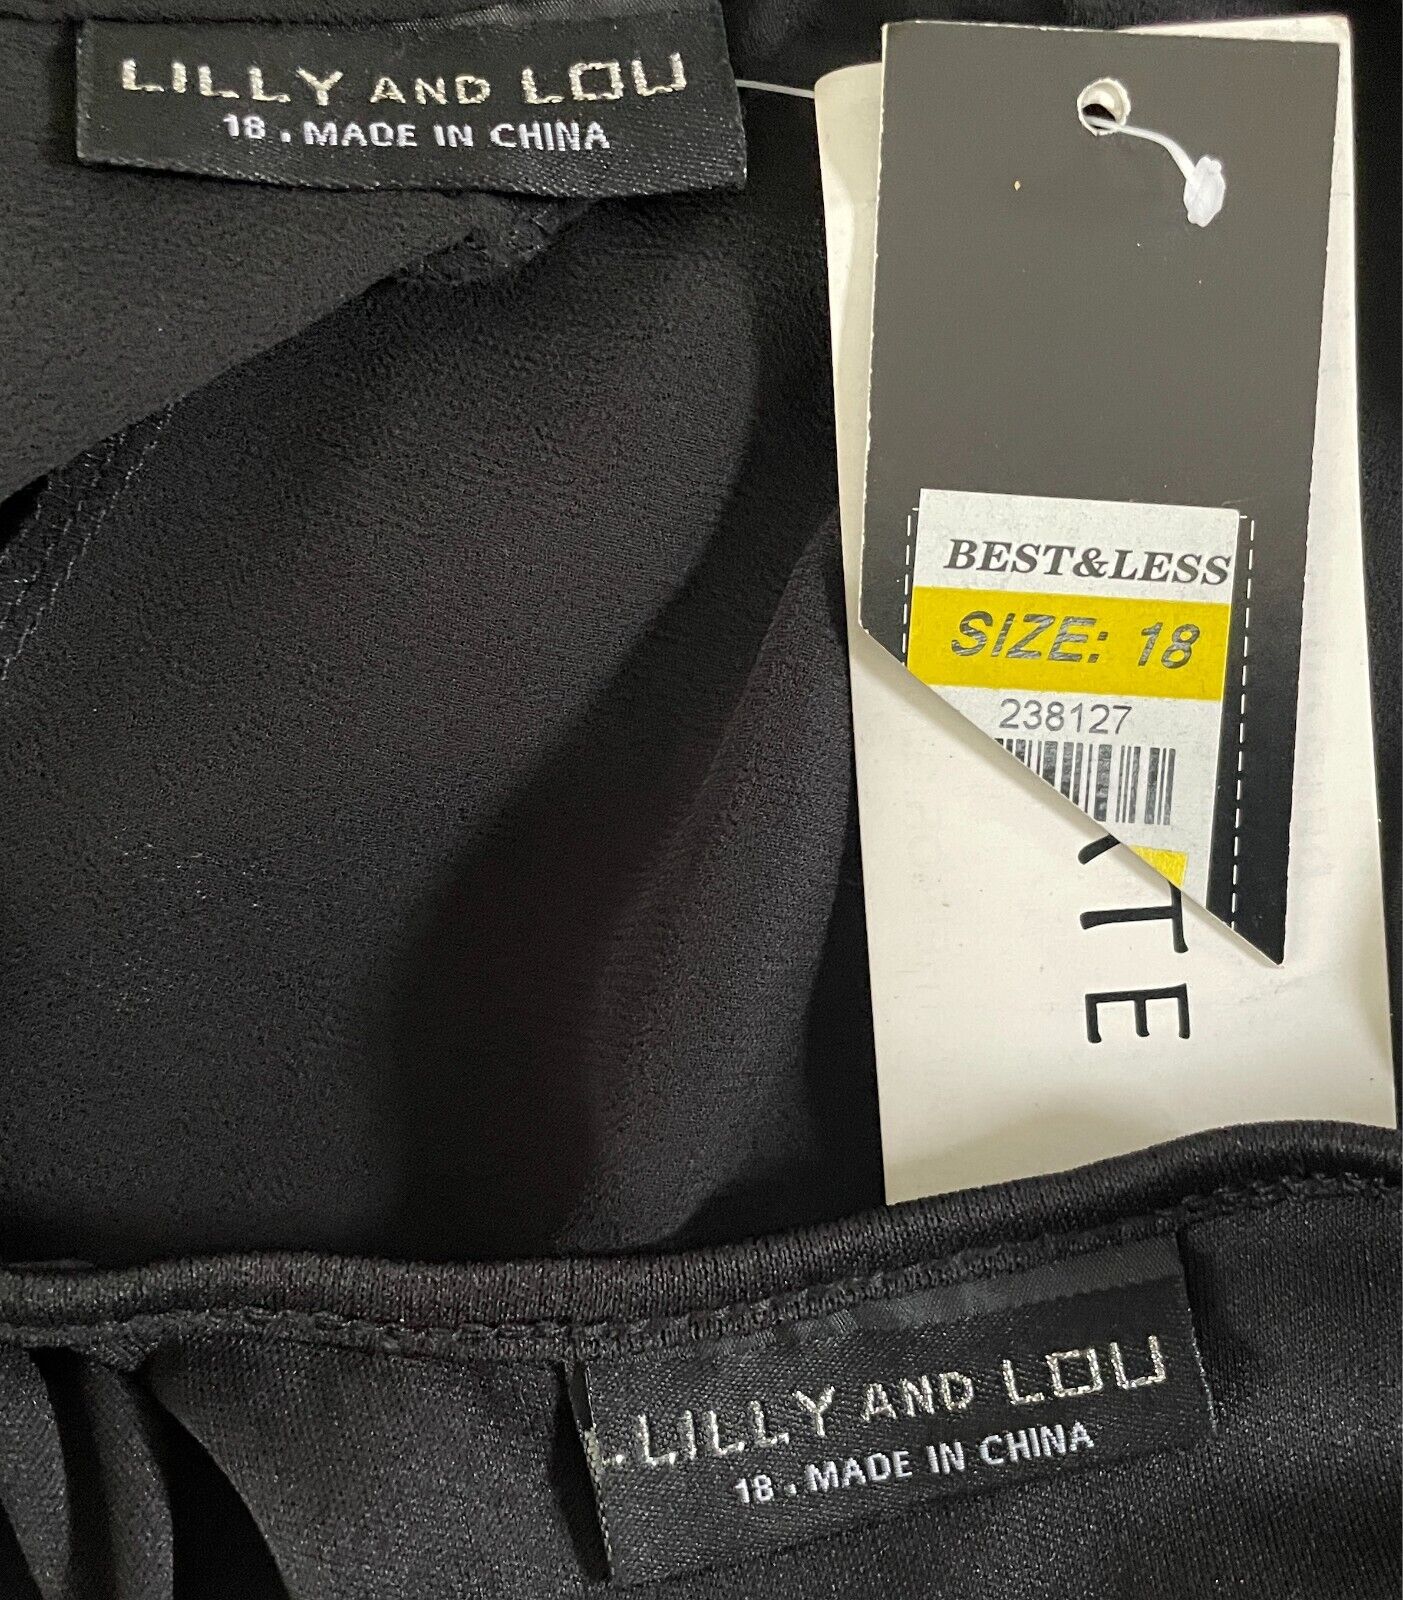 LILLY AND LOU
18 . MADE IN CHINA
BEST&LESS
SIZE: 18
238127
LILLY AND LOU
18 . MADE IN CHINA